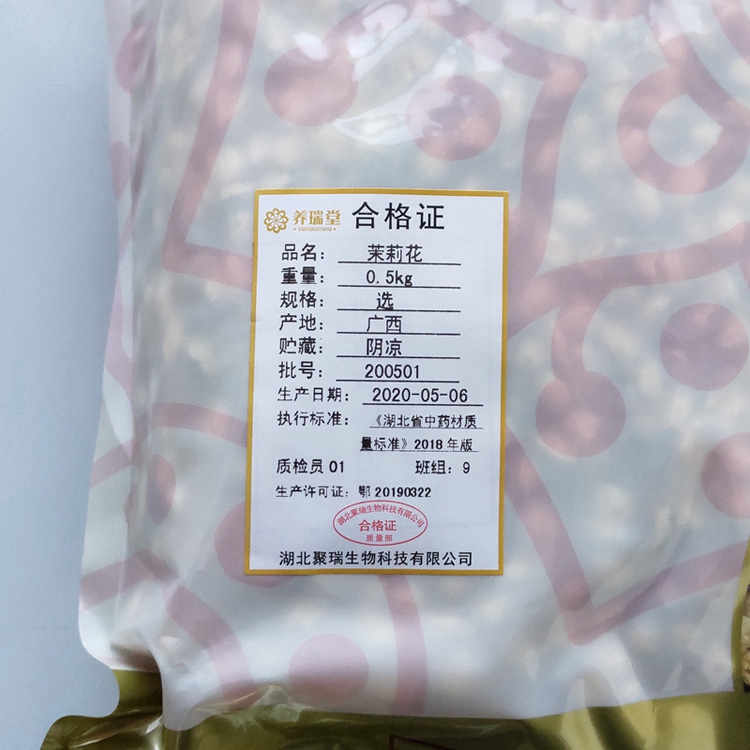 养瑞堂 合格证
YANGRUITANG
品名： 茉莉花
重量： 0.5kg
规格： 选
产地： 广西
贮藏： 阴凉
批号： 200501
生产日期： 2020-05-06
执行标准： 《湖北省中药材质
量标准》2018年版
质检员 01 班组：9
生产许可证：鄂 20190322
湖北聚瑞生物科技有限公司
合格证
质量部
湖北聚瑞生物科技有限公司